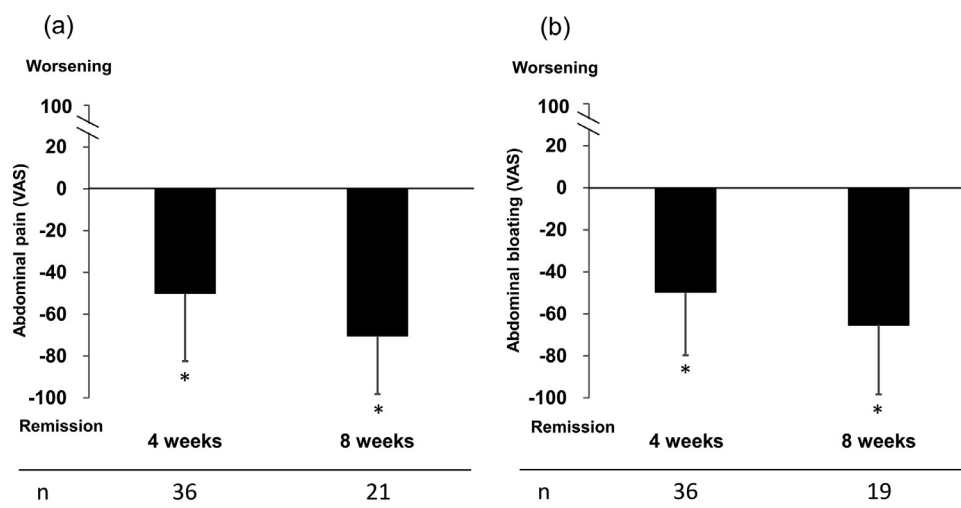 (a)
Worsening
100
20
0
-20
-40
-60
-80
-100
Abdominal pain (VAS)
*
*
Remission
4 weeks 8 weeks
n 36 21
(b)
Worsening
100
20
0
-20
-40
-60
-80
-100
Abdominal bloating (VAS)
*
*
Remission
4 weeks 8 weeks
n 36 19